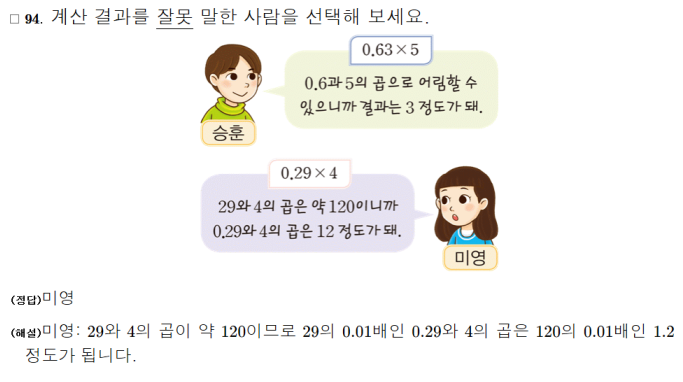 □ 94. 계산 결과를 잘못 말한 사람을 선택해 보세요.
0.63×5
0.6과 5의 곱으로 어림할 수
있으니까 결과는 3 정도가 돼.
승훈
0.29×4
29와 4의 곱은 약 120이니까
0.29와 4의 곱은 12 정도가 돼.
미영
(정답)미영
(해설)미영: 29와 4의 곱이 약 120이므로 29의 0.01배인 0.29와 4의 곱은 120의 0.01배인 1.2
정도가 됩니다.